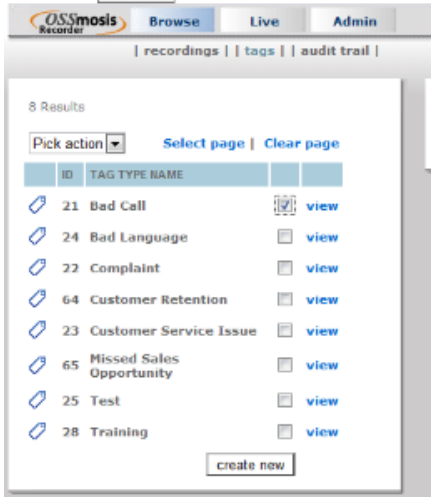 OSSmosis Browse Live Admin
Recorder
| recordings | | tags | | audit trail |
8 Results
Pick action Select page | Clear page
ID TAG TYPE NAME
21 Bad Call view
24 Bad Language view
22 Complaint view
64 Customer Retention view
23 Customer Service Issue view
65 Missed Sales Opportunity view
25 Test view
28 Training view
create new